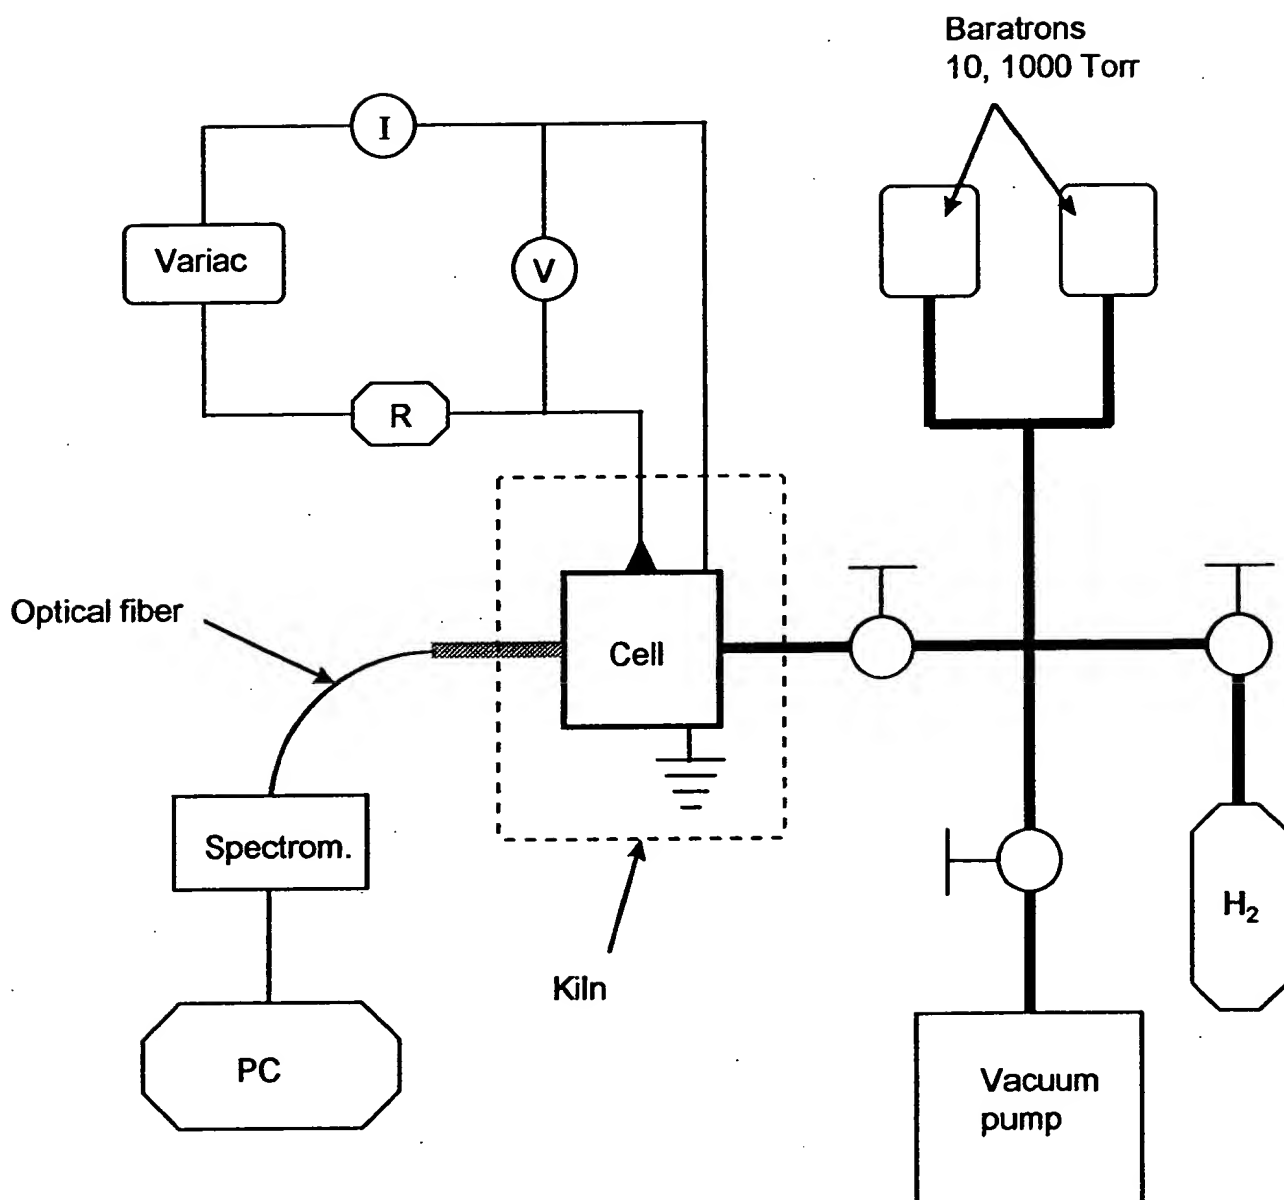 Baratrons
10, 1000 Torr
I
Variac
V
R
Optical fiber
Cell
Spectrom.
H₂
Kiln
PC
Vacuum
pump